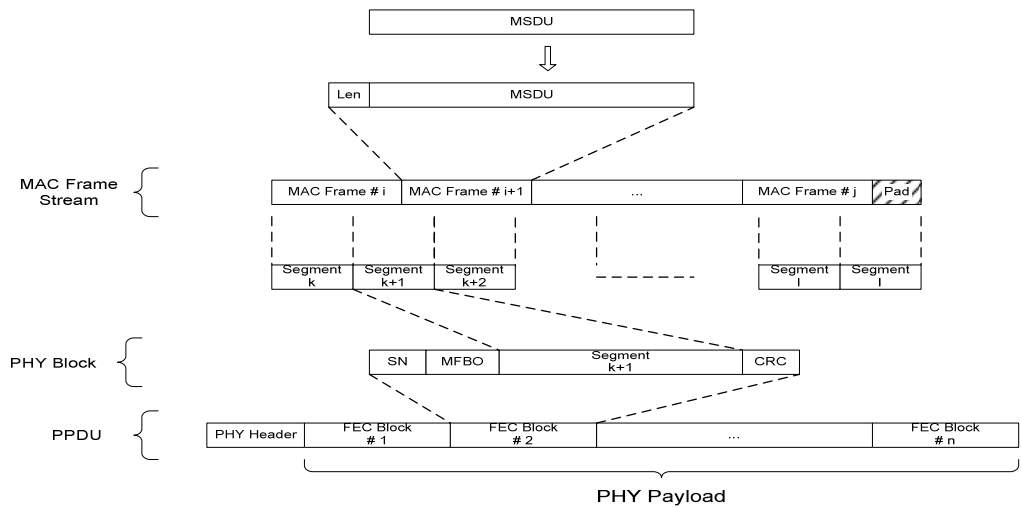 MSDU
Len MSDU
MAC Frame Stream
MAC Frame # i MAC Frame # i+1 ... MAC Frame # j Pad
Segment k Segment k+1 Segment k+2 Segment l Segment l
PHY Block
SN MFBO Segment k+1 CRC
PPDU
PHY Header FEC Block # 1 FEC Block # 2 ... FEC Block # n
PHY Payload